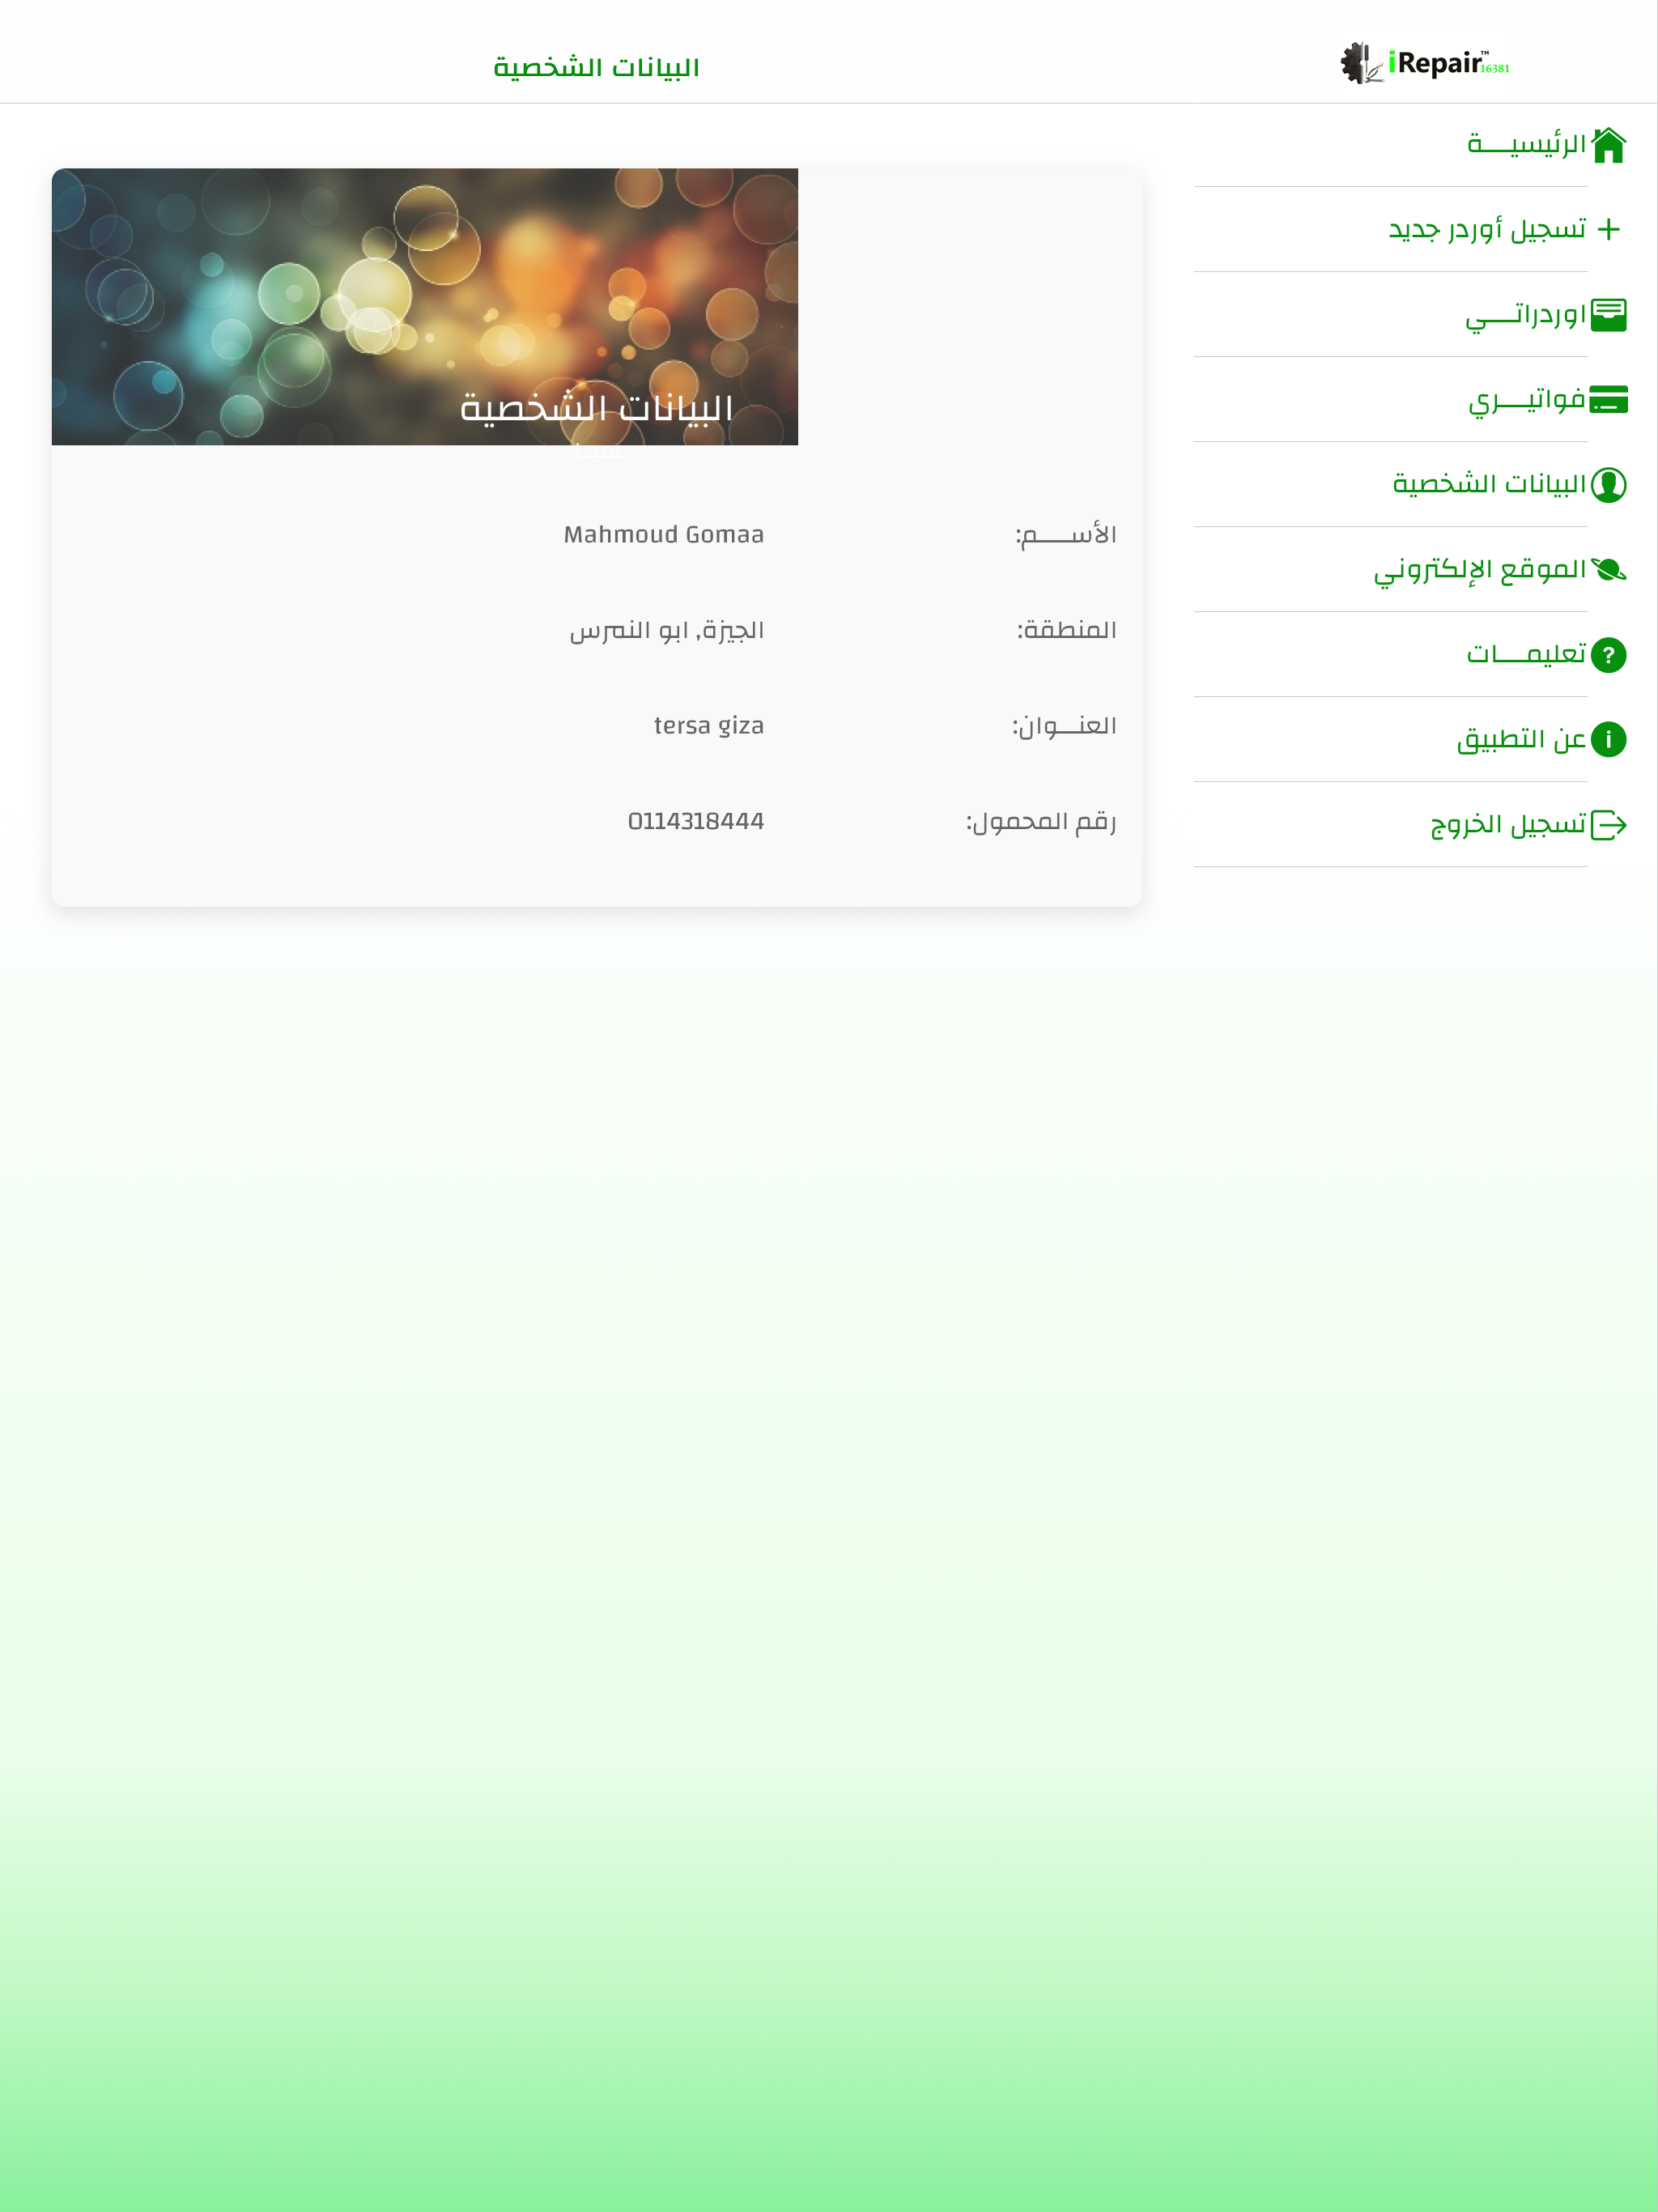 iRepair™ 16381
البيانات الشخصية
الرئيسيـــة
تسجيل أوردر جديد
اوردراتـــي
فواتيـــري
البيانات الشخصية
الموقع الإلكتروني
تعليمـــات
عن التطبيق
تسجيل الخروج
البيانات الشخصية
عميـل
الأســـم: Mahmoud Gomaa
المنطقة: الجيزة, ابو النمرس
العنـــوان: tersa giza
رقم المحمول: 0114318444